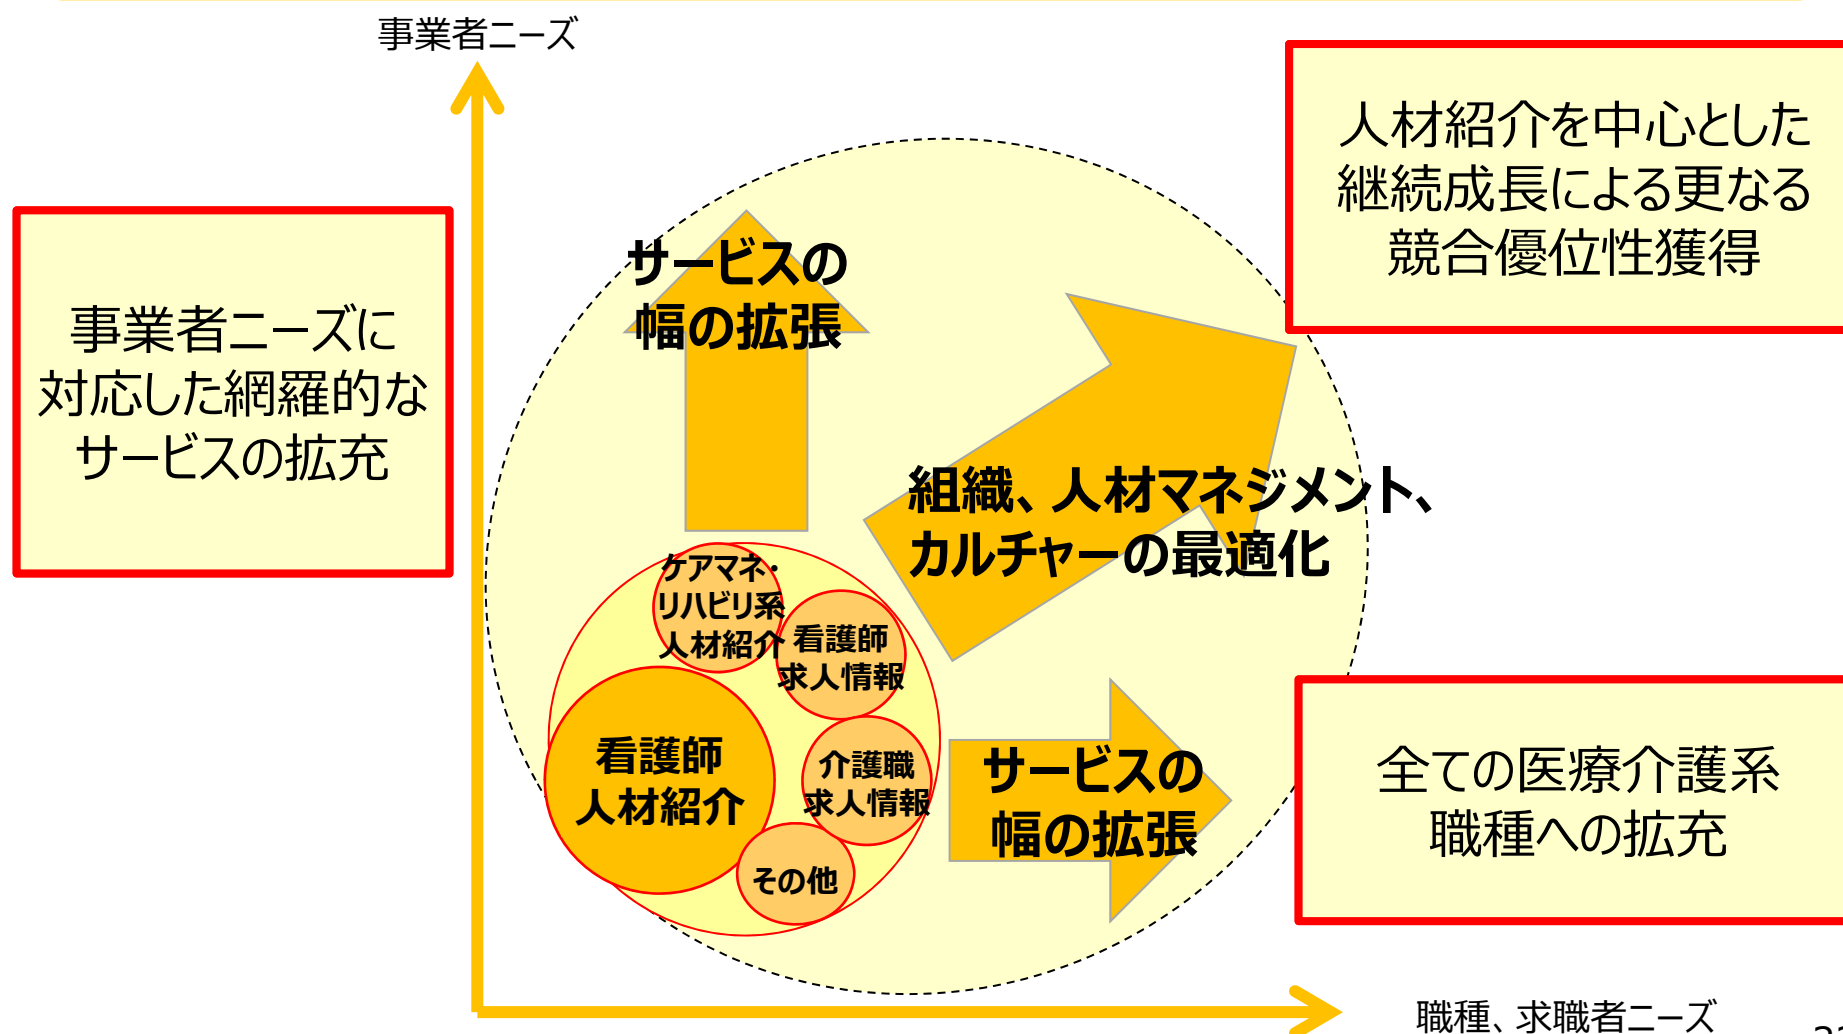 事業者ニーズ
人材紹介を中心とした
継続成長による更なる
競合優位性獲得
事業者ニーズに
対応した網羅的な
サービスの拡充
サービスの
幅の拡張
組織、人材マネジメント、
カルチャーの最適化
ケアマネ・
リハビリ系
人材紹介
看護師
求人情報
看護師
人材紹介
介護職
求人情報
その他
サービスの
幅の拡張
全ての医療介護系
職種への拡充
職種、求職者ニーズ